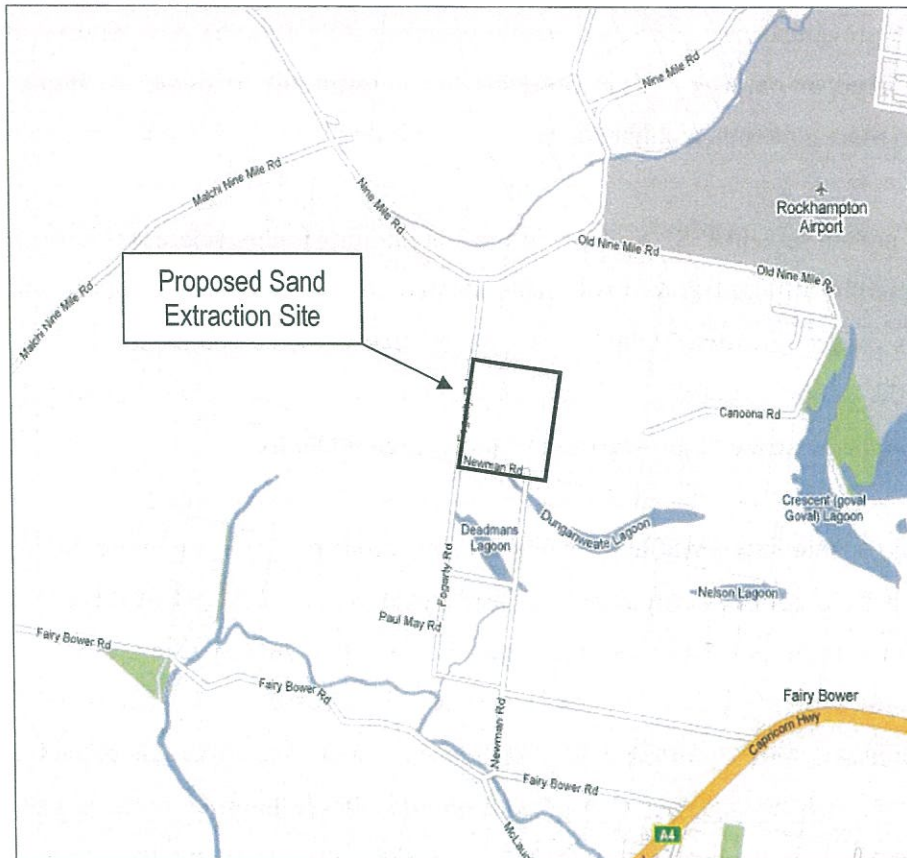 Nine Mile Rd
Malchi Nine Mile Rd
Nine Mile Rd
Rockhampton
Airport
Old Nine Mile Rd
Old Nine Mile Rd
Proposed Sand
Extraction Site
Malchi Nine Mile Rd
Fogarty Rd
Canoona Rd
Newman Rd
Crescent (goval
Goval) Lagoon
Dunganweate Lagoon
Deadmans
Lagoon
Fogarty Rd
Nelson Lagoon
Paul May Rd
Fairy Bower Rd
Fairy Bower Rd
Fairy Bower
Capricorn Hwy
Newman Rd
Fairy Bower Rd
McLaug
A4